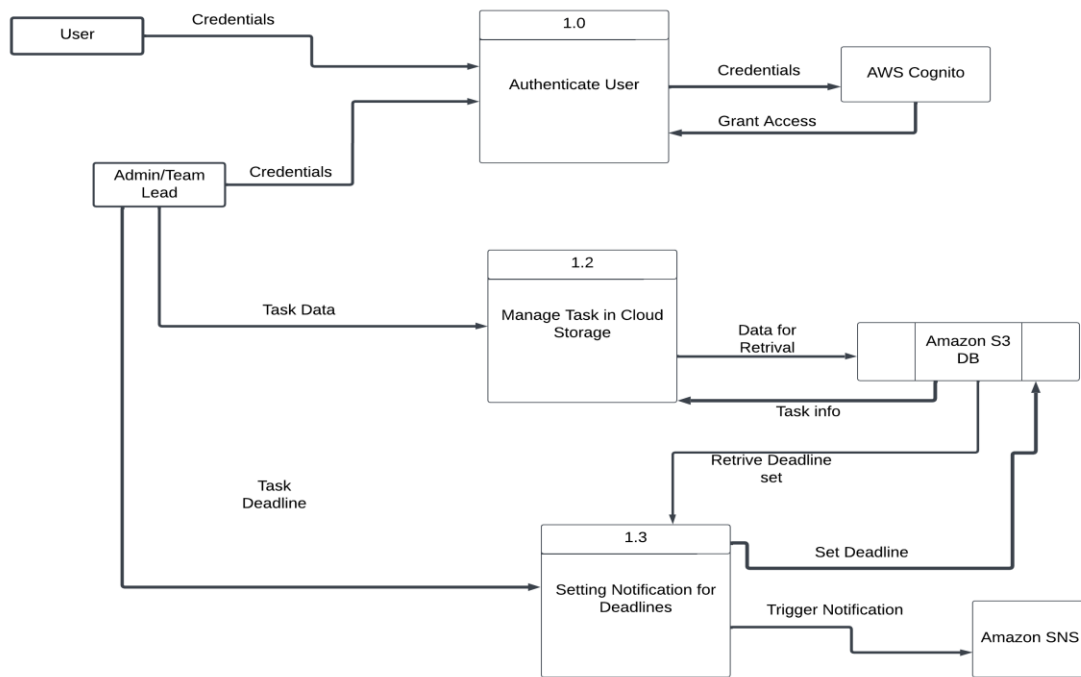 Credentials
User
1.0
Authenticate User
Credentials
AWS Cognito
Grant Access
Admin/Team
Lead
Credentials
1.2
Manage Task in Cloud
Storage
Task Data
Data for
Retrival
Amazon S3
DB
Task info
Retrive Deadline
set
Task
Deadline
1.3
Setting Notification for
Deadlines
Set Deadline
Trigger Notification
Amazon SNS